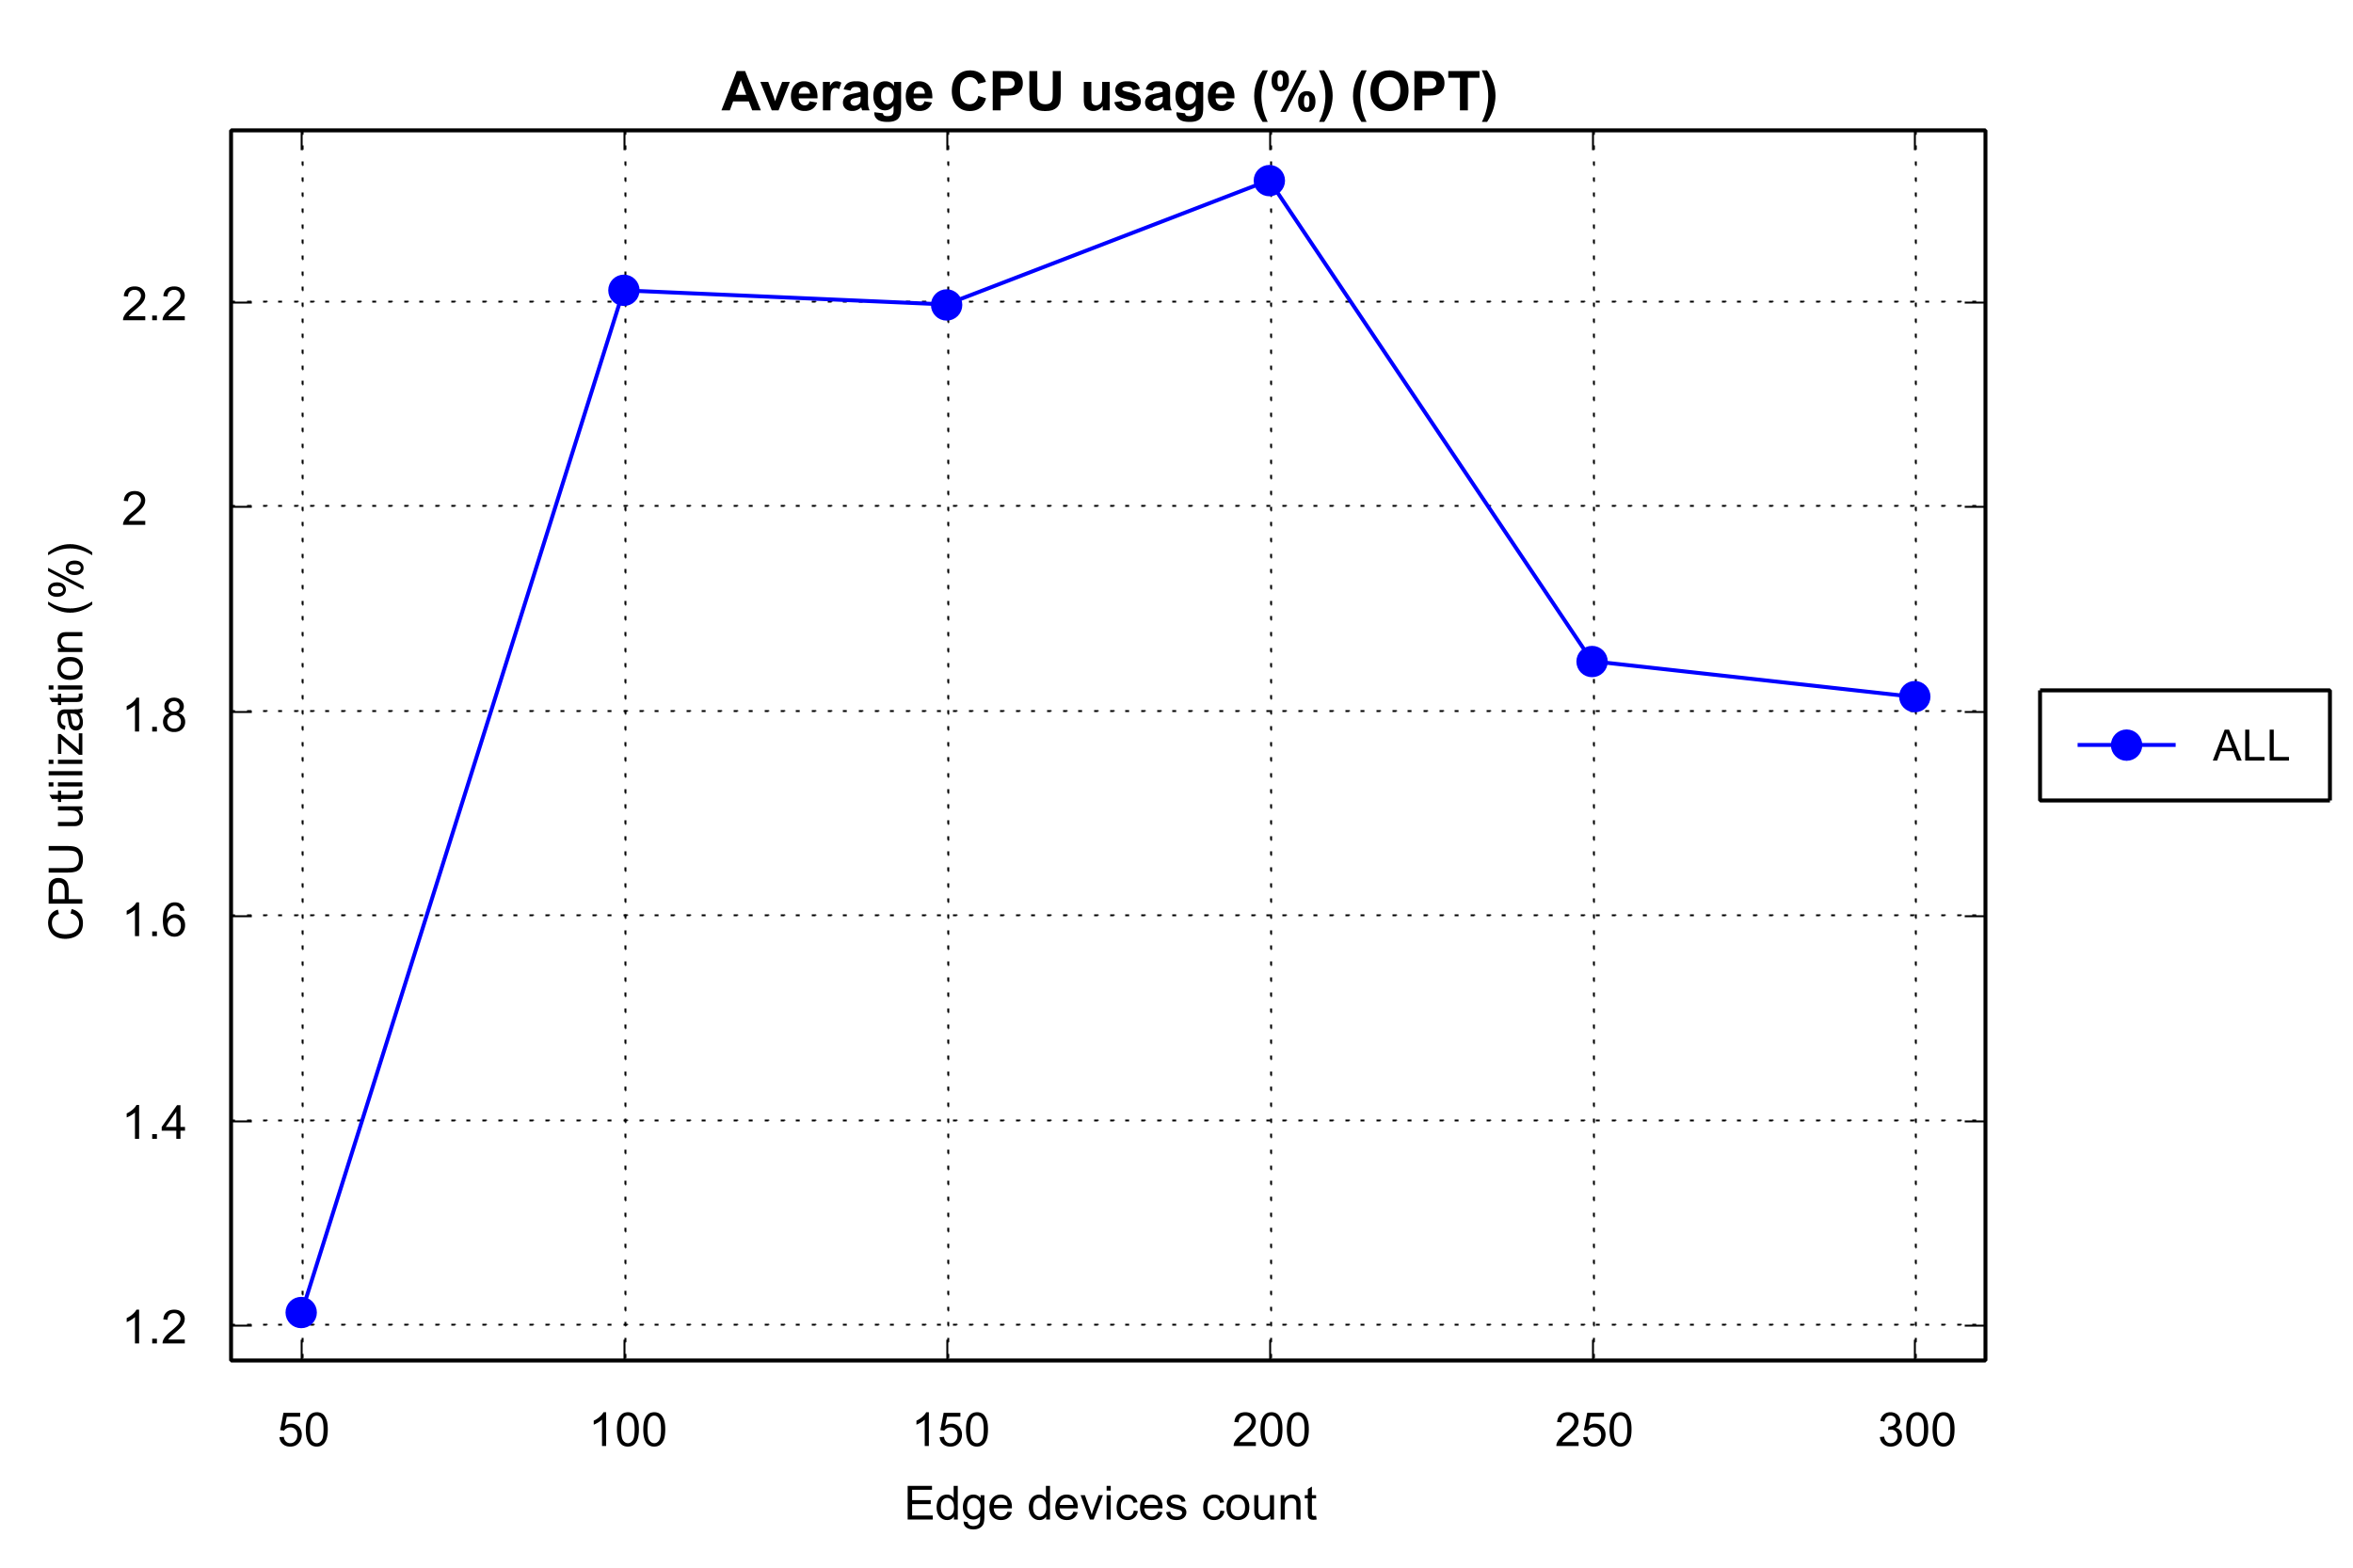 Average CPU usage (%) (OPT)
CPU utilization (%)
2.2
2
1.8
1.6
1.4
1.2
50 100 150 200 250 300
Edge devices count
ALL